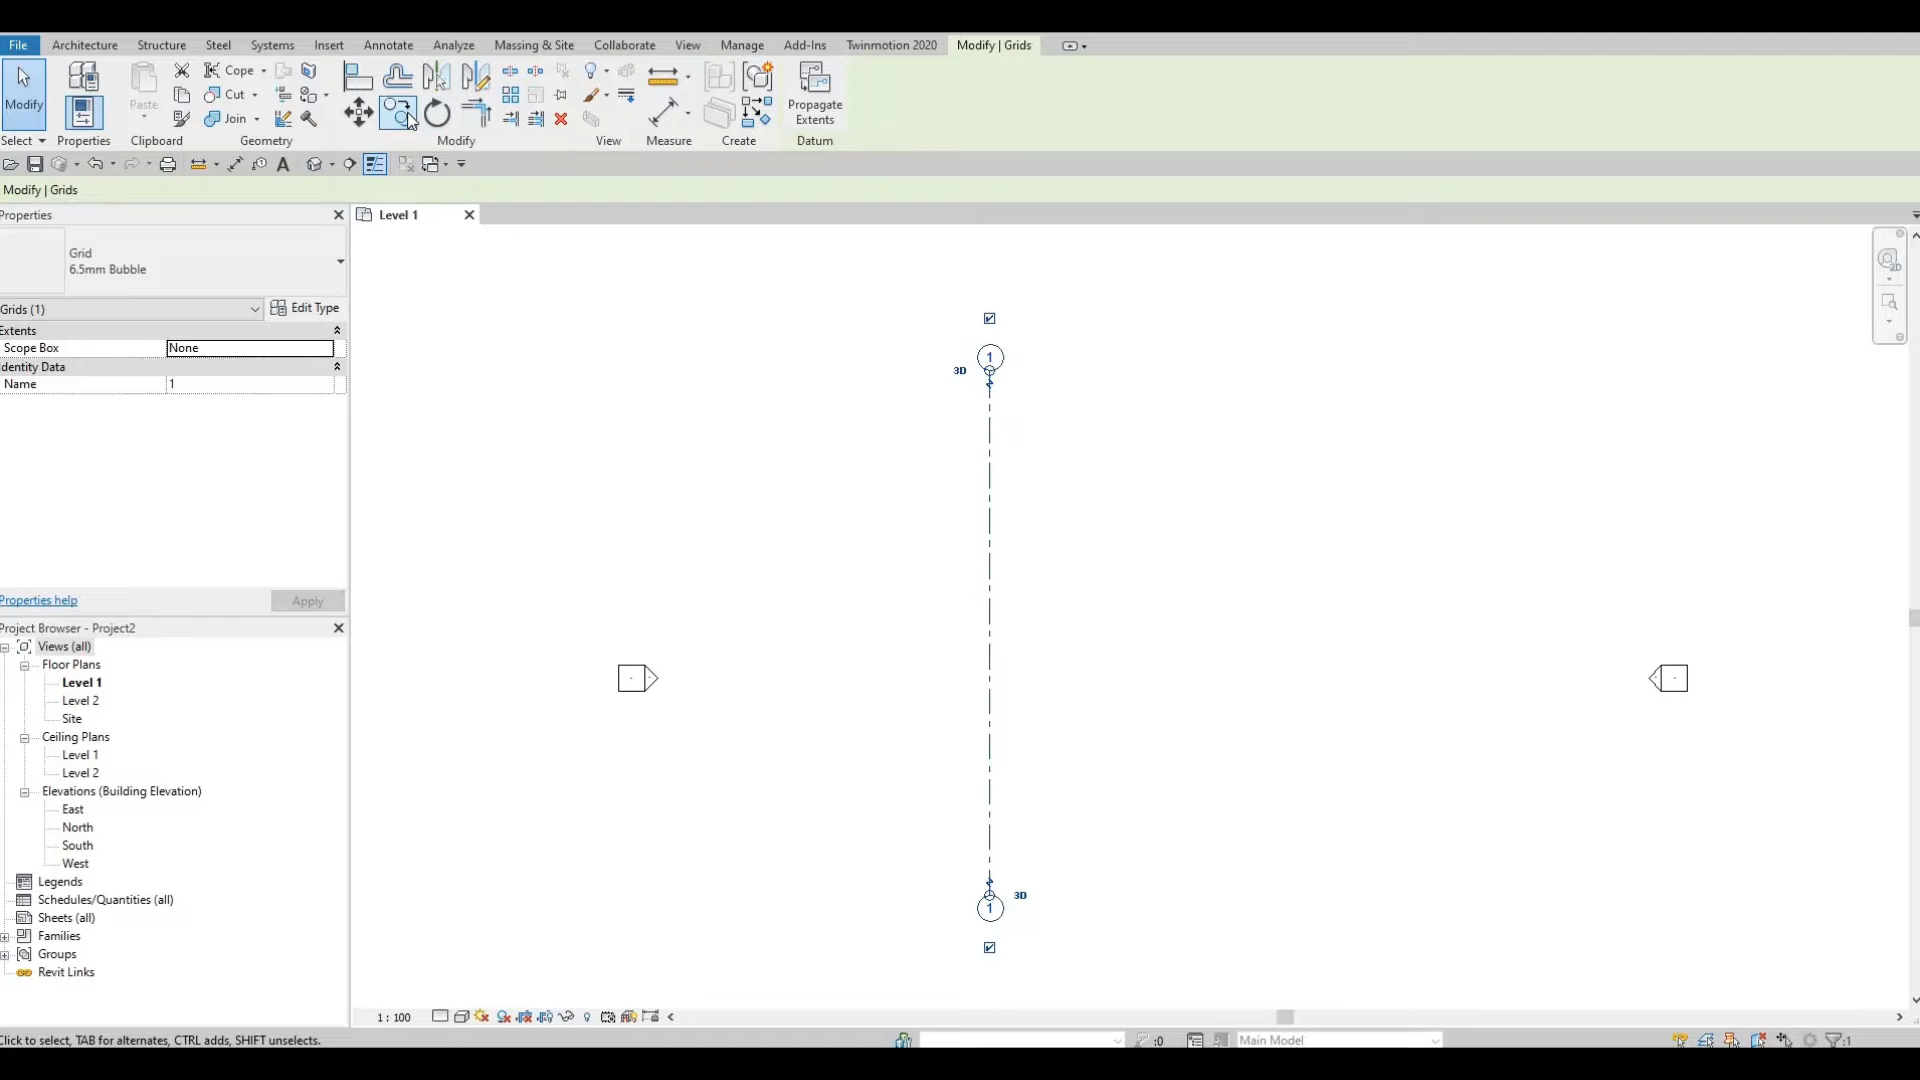 File Architecture Structure Steel Systems Insert Annotate Analyze Massing & Site Collaborate View Manage Add-Ins Twinmotion 2020 Modify | Grids
Modify Paste Cope Cut Join Propagate Extents
Select Properties Clipboard Geometry Modify View Measure Create Datum
A
Modify | Grids
Properties
Level 1
Grid
6.5mm Bubble
Grids (1) Edit Type
Extents
Scope Box None
Identity Data
Name 1
Properties help Apply
Project Browser - Project2
Views (all)
Floor Plans
Level 1
Level 2
Site
Ceiling Plans
Level 1
Level 2
Elevations (Building Elevation)
East
North
South
West
Legends
Schedules/Quantities (all)
Sheets (all)
Families
Groups
Revit Links
1
3D
3D
1
2D
1 : 100
Click to select, TAB for alternates, CTRL adds, SHIFT unselects. :0 Main Model :1